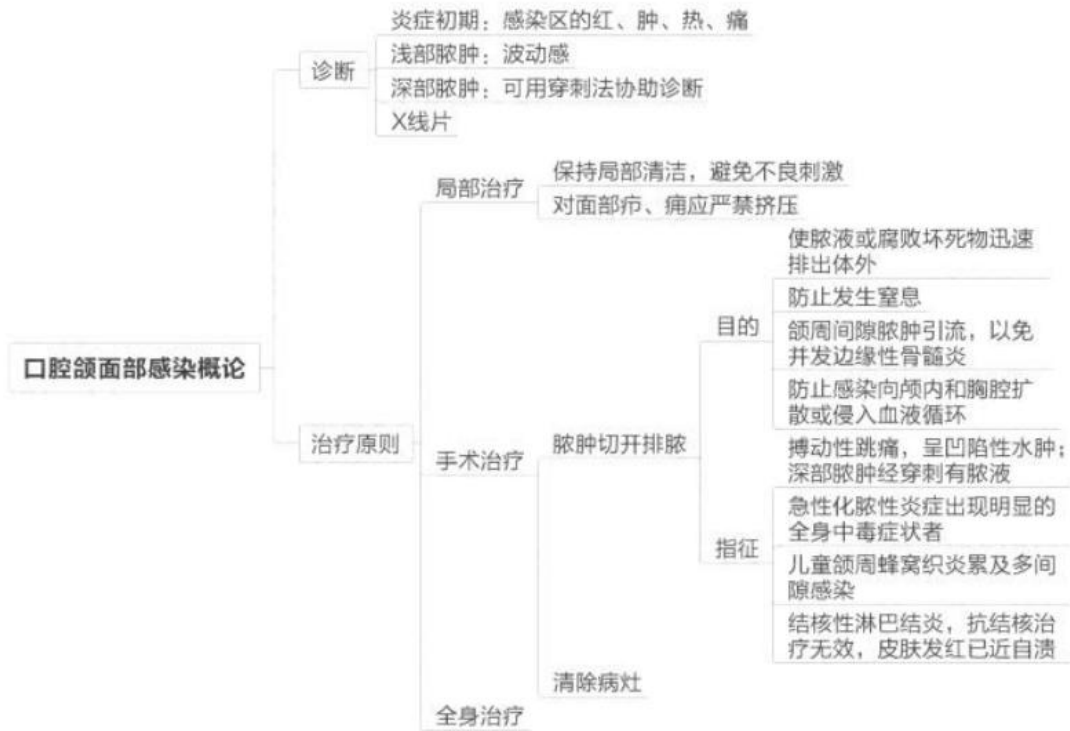 炎症初期：感染区的红、肿、热、痛
浅部脓肿：波动感
诊断
深部脓肿：可用穿刺法协助诊断
X线片
保持局部清洁，避免不良刺激
局部治疗
对面部疖、痈应严禁挤压
使脓液或腐败坏死物迅速
排出体外
防止发生窒息
目的
颌周间隙脓肿引流，以免
并发边缘性骨髓炎
口腔颌面部感染概论
防止感染向颅内和胸腔扩
散或侵入血液循环
治疗原则
手术治疗
脓肿切开排脓
搏动性跳痛，呈凹陷性水肿；
深部脓肿经穿刺有脓液
急性化脓性炎症出现明显的
全身中毒症状者
指征
儿童颌周蜂窝织炎累及多间
隙感染
结核性淋巴结炎，抗结核治
疗无效，皮肤发红已近自溃
清除病灶
全身治疗